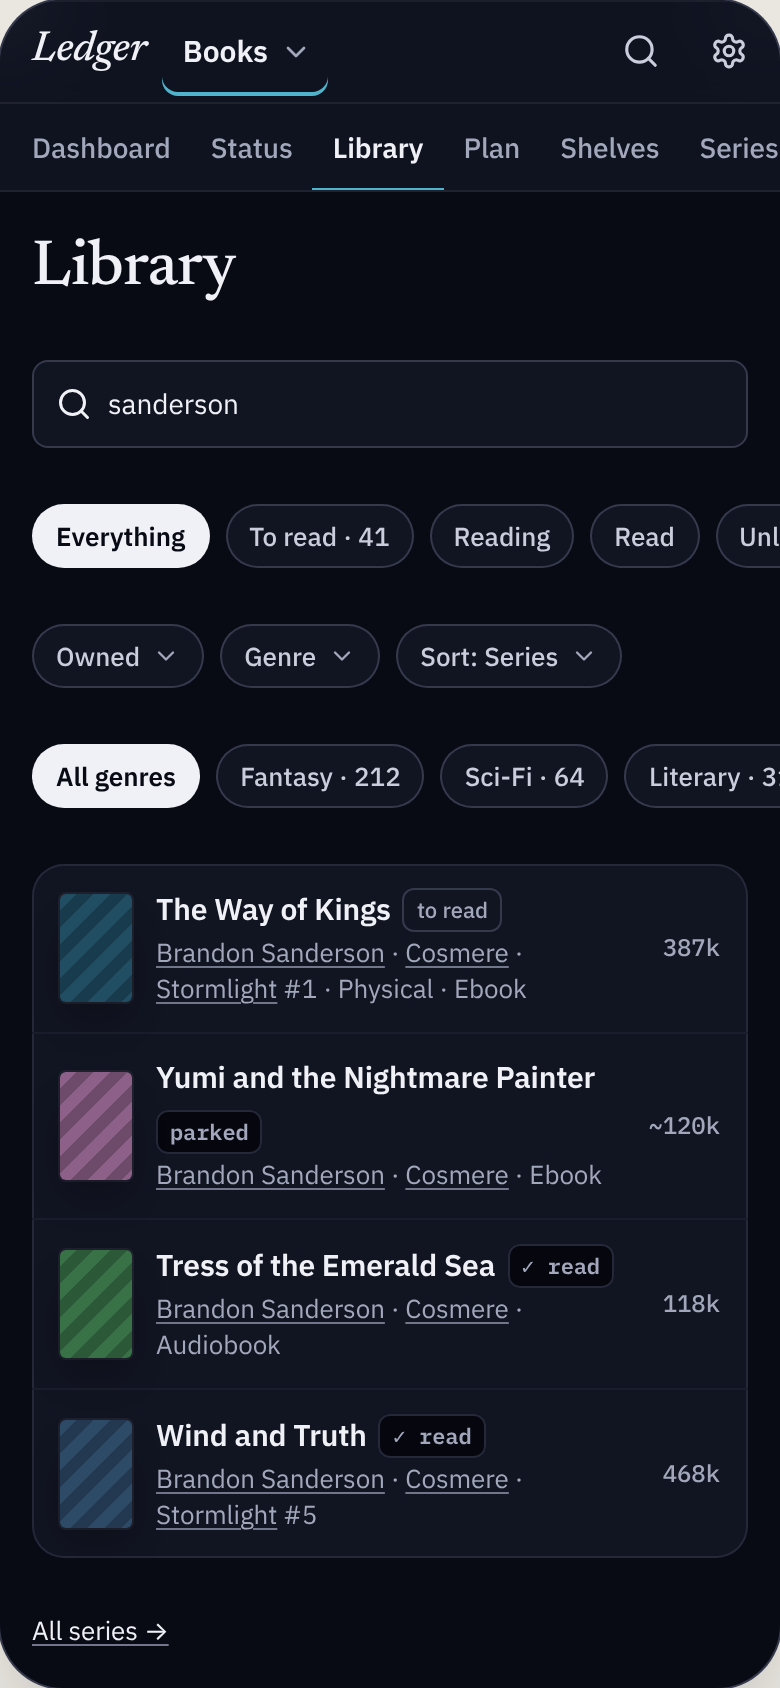 Ledger Books
Dashboard Status Library Plan Shelves Series
Library
sanderson
Everything To read · 41 Reading Read
Owned Genre Sort: Series
All genres Fantasy · 212 Sci-Fi · 64 Literary ·
The Way of Kings to read
Brandon Sanderson · Cosmere ·
387k
Stormlight #1 · Physical · Ebook
Yumi and the Nightmare Painter
parked
~120k
Brandon Sanderson · Cosmere · Ebook
Tress of the Emerald Sea ✓ read
Brandon Sanderson · Cosmere ·
118k
Audiobook
Wind and Truth ✓ read
Brandon Sanderson · Cosmere ·
468k
Stormlight #5
All series →